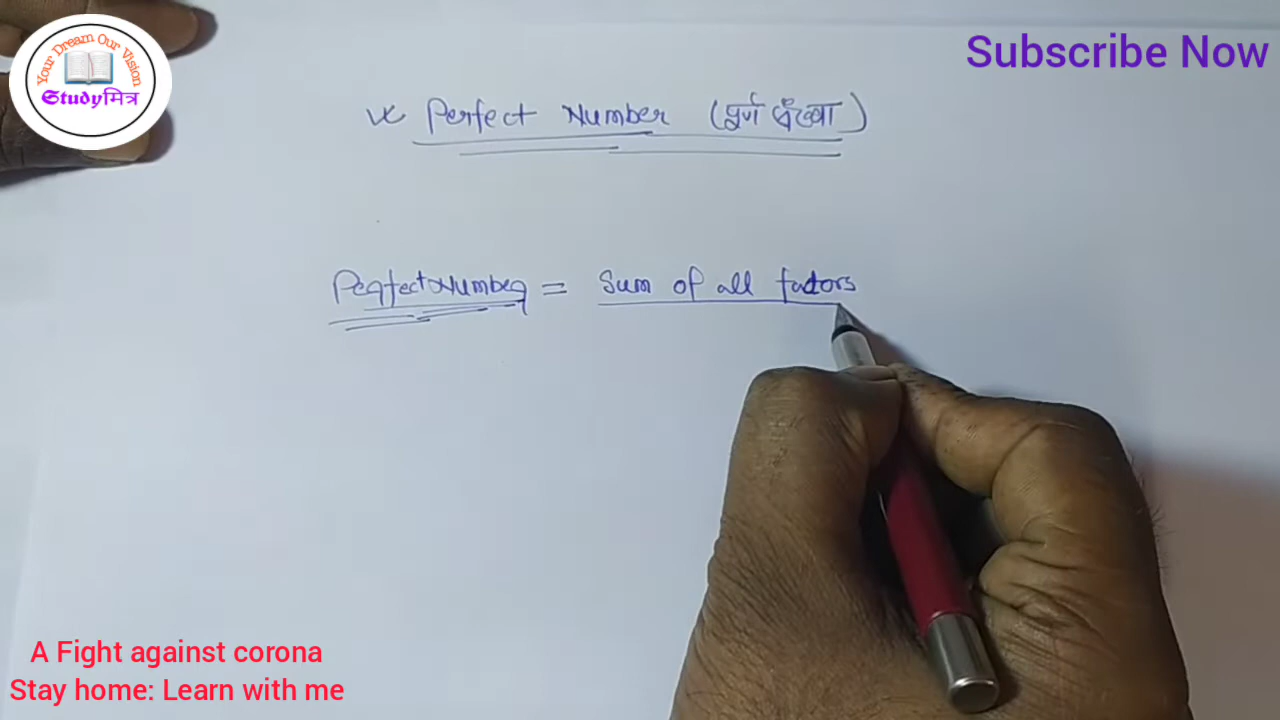 Your Dream Our Vision
Studyमित्र
Subscribe Now
Perfect Number (पूर्ण संख्या)
Perfect Number = Sum of all factors
A Fight against corona
Stay home: Learn with me